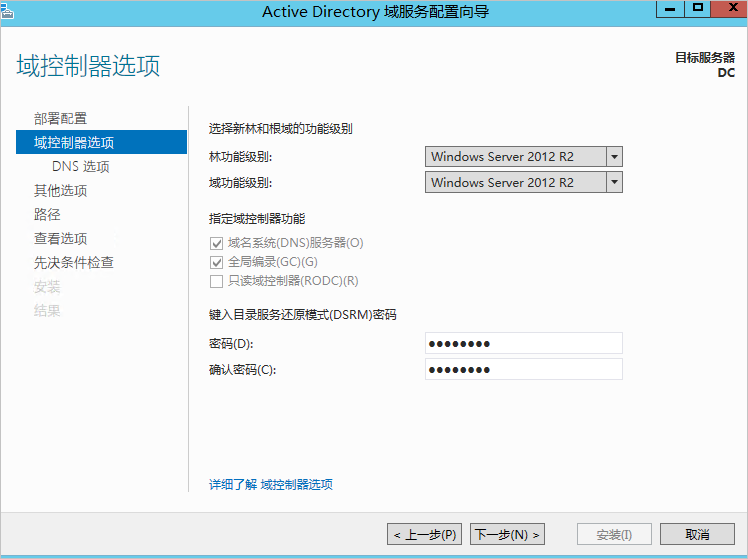 Active Directory 域服务配置向导
域控制器选项
目标服务器
DC
部署配置
域控制器选项
DNS 选项
其他选项
路径
查看选项
先决条件检查
安装
结果
选择新林和根域的功能级别
林功能级别: Windows Server 2012 R2
域功能级别: Windows Server 2012 R2
指定域控制器功能
域名系统(DNS)服务器(O)
全局编录(GC)(G)
只读域控制器(RODC)(R)
键入目录服务还原模式(DSRM)密码
密码(D): ●●●●●●●●
确认密码(C): ●●●●●●●●
详细了解 域控制器选项
< 上一步(P) 下一步(N) > 安装(I) 取消